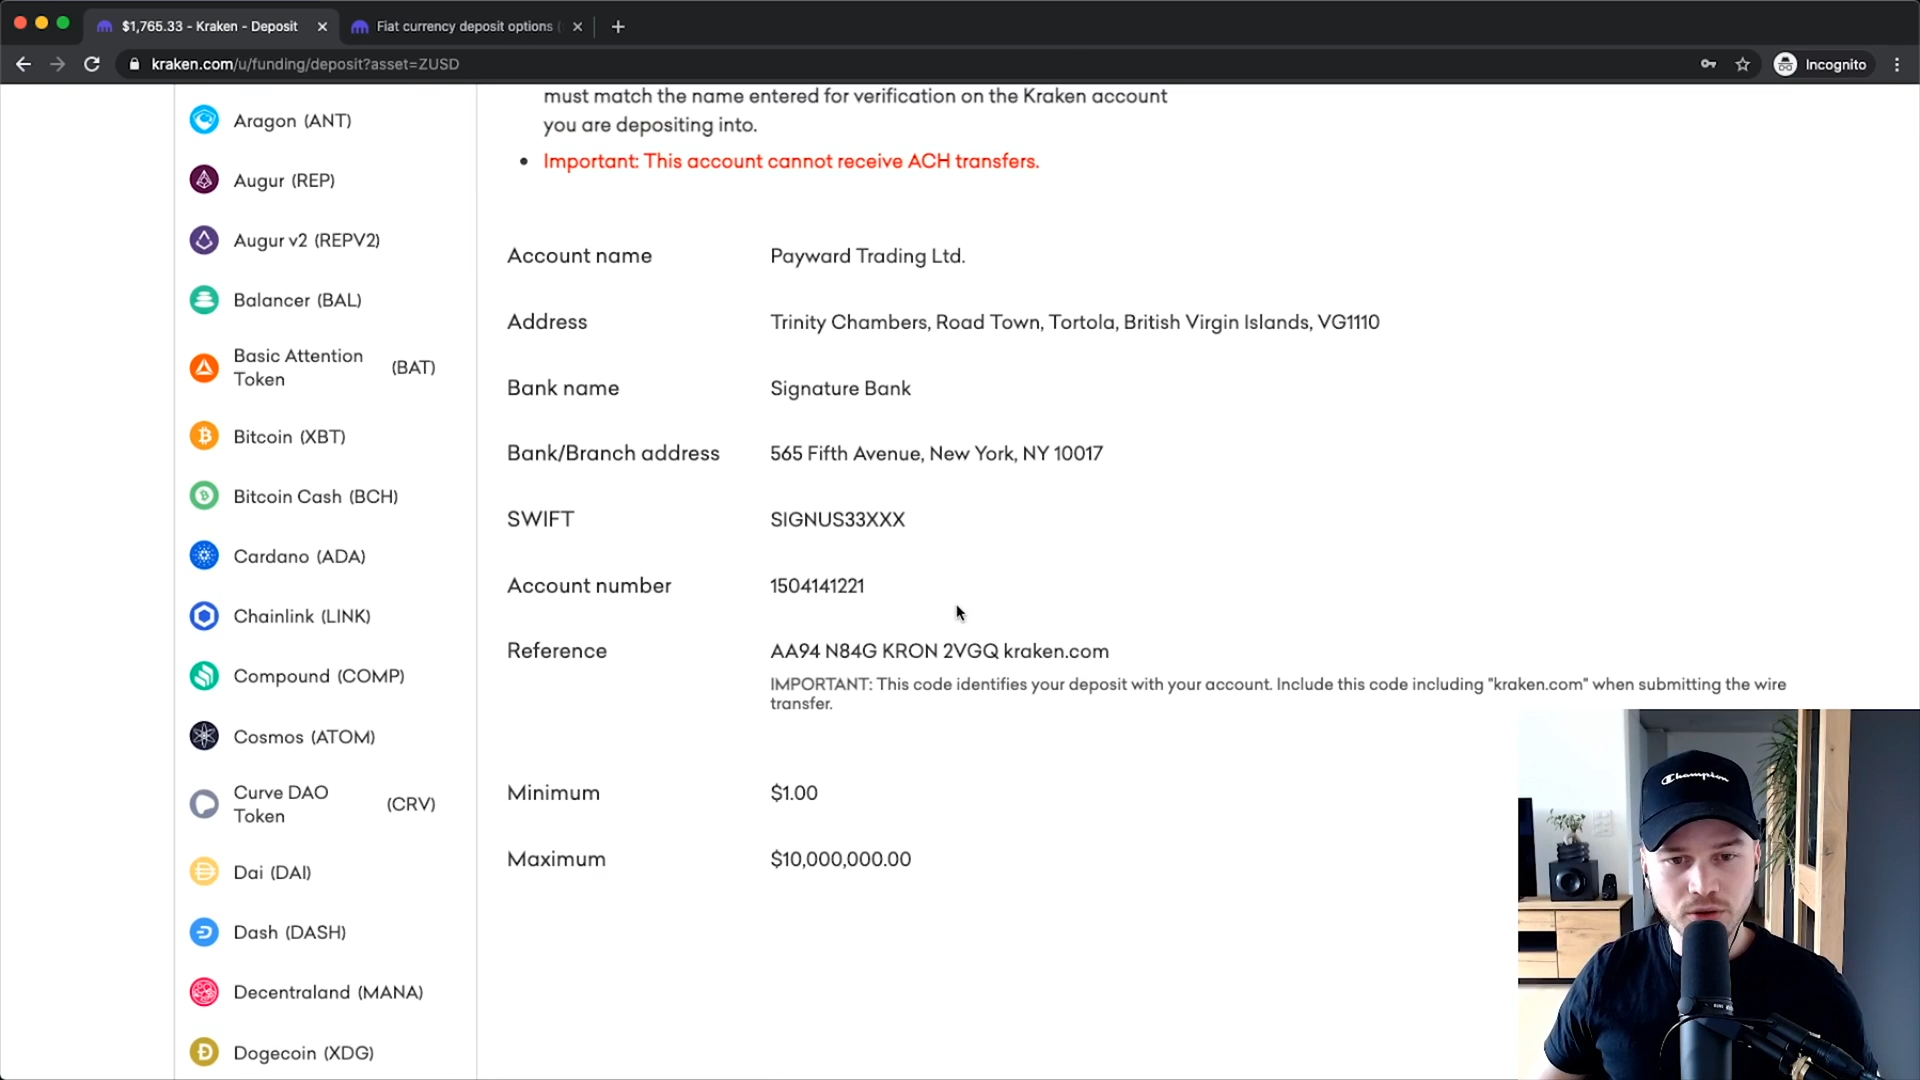 $1,765.33 - Kraken - Deposit
Fiat currency deposit options
kraken.com/u/funding/deposit?asset=ZUSD
Incognito
Aragon (ANT)
Augur (REP)
Augur v2 (REPV2)
Balancer (BAL)
Basic Attention Token (BAT)
Bitcoin (XBT)
Bitcoin Cash (BCH)
Cardano (ADA)
Chainlink (LINK)
Compound (COMP)
Cosmos (ATOM)
Curve DAO Token (CRV)
Dai (DAI)
Dash (DASH)
Decentraland (MANA)
Dogecoin (XDG)
must match the name entered for verification on the Kraken account
you are depositing into.
• Important: This account cannot receive ACH transfers.
Account name Payward Trading Ltd.
Address Trinity Chambers, Road Town, Tortola, British Virgin Islands, VG1110
Bank name Signature Bank
Bank/Branch address 565 Fifth Avenue, New York, NY 10017
SWIFT SIGNUS33XXX
Account number 1504141221
Reference AA94 N84G KRON 2VGQ kraken.com
IMPORTANT: This code identifies your deposit with your account. Include this code including "kraken.com" when submitting the wire
transfer.
Minimum $1.00
Maximum $10,000,000.00
Champion